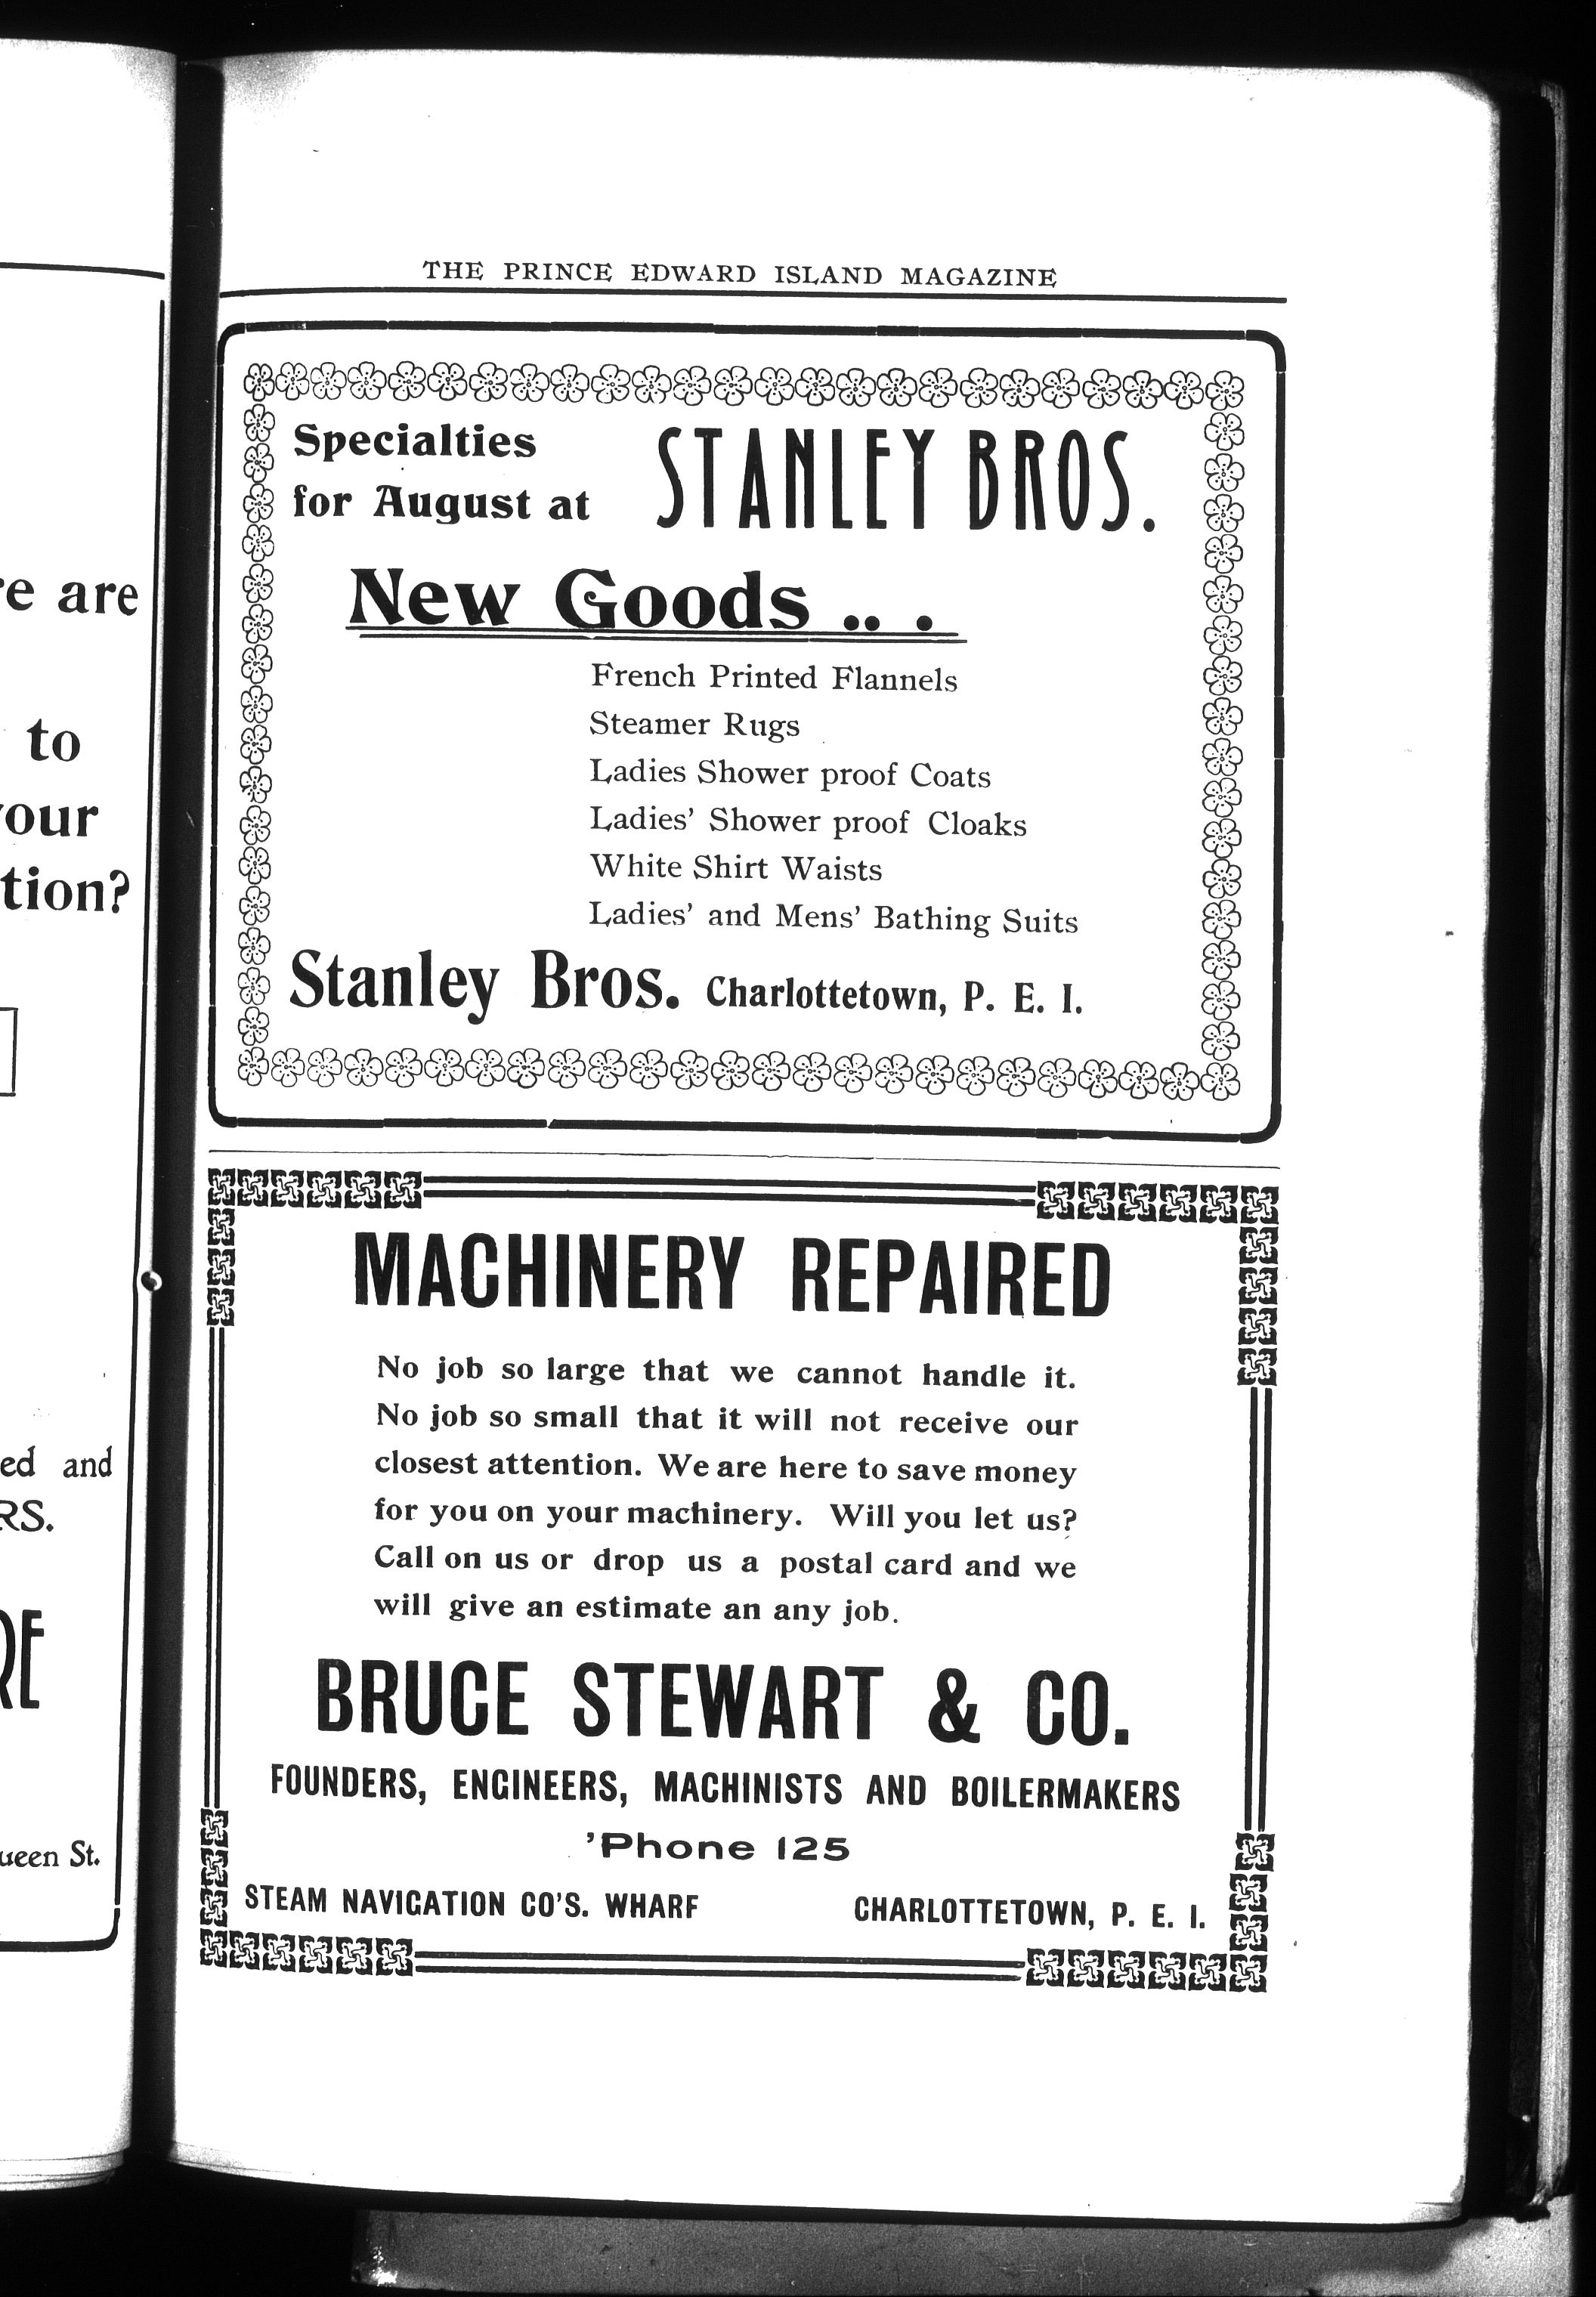 re are
to
your
tion?
ed and
RS.
RE
ueen St.
THE PRINCE EDWARD ISLAND MAGAZINE
Specialties
for August at STANLEY BROS.
New Goods .. .
French Printed Flannels
Steamer Rugs
Ladies Shower proof Coats
Ladies' Shower proof Cloaks
White Shirt Waists
Ladies' and Mens' Bathing Suits
Stanley Bros. Charlottetown, P. E. I.
MACHINERY REPAIRED
No job so large that we cannot handle it.
No job so small that it will not receive our
closest attention. We are here to save money
for you on your machinery. Will you let us?
Call on us or drop us a postal card and we
will give an estimate an any job.
BRUCE STEWART & CO.
FOUNDERS, ENGINEERS, MACHINISTS AND BOILERMAKERS
'Phone 125
STEAM NAVIGATION CO'S. WHARF CHARLOTTETOWN, P. E. I.